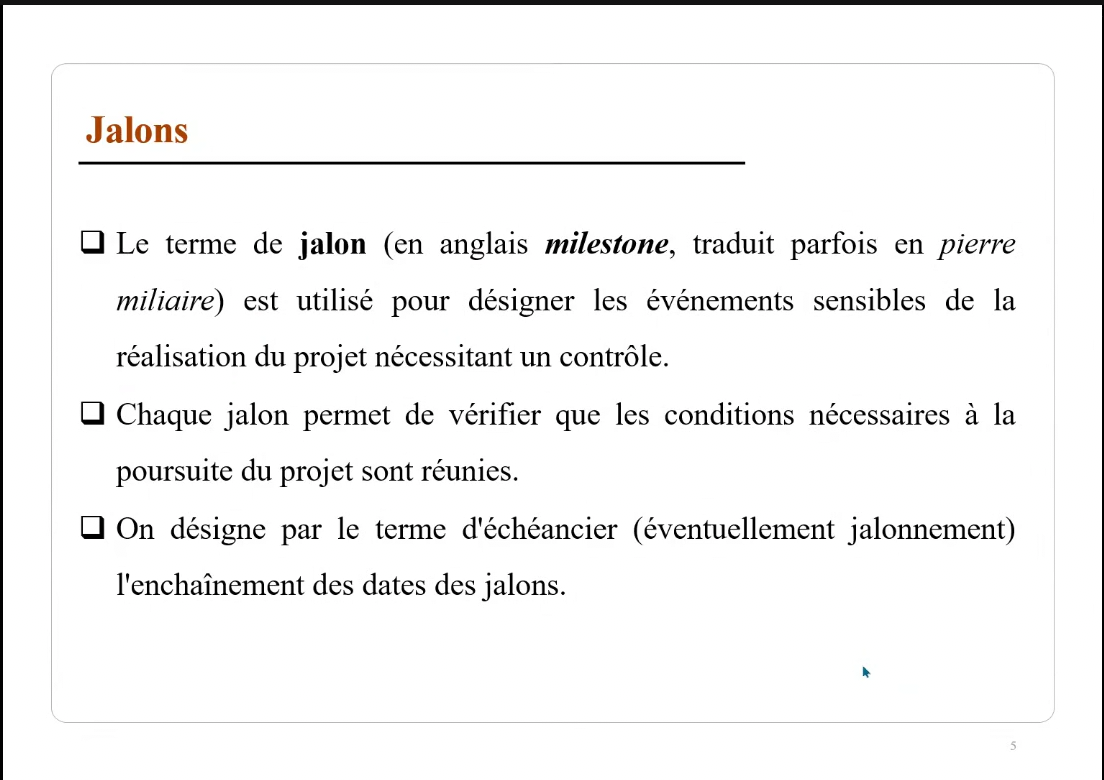 Jalons
❑ Le terme de jalon (en anglais milestone, traduit parfois en pierre
miliaire) est utilisé pour désigner les événements sensibles de la
réalisation du projet nécessitant un contrôle.
❑ Chaque jalon permet de vérifier que les conditions nécessaires à la
poursuite du projet sont réunies.
❑ On désigne par le terme d'échéancier (éventuellement jalonnement)
l'enchaînement des dates des jalons.
5